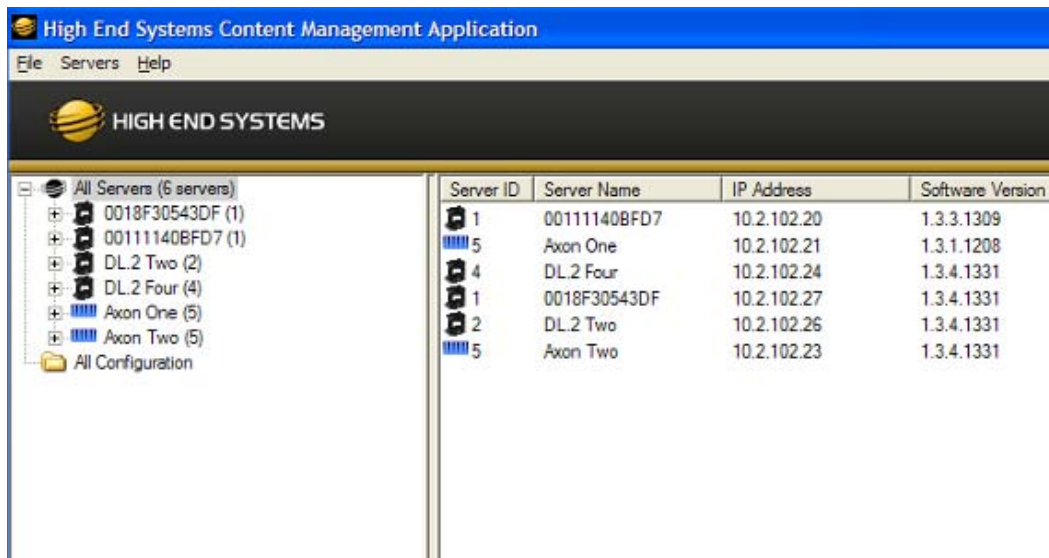 High End Systems Content Management Application
File Servers Help
HIGH END SYSTEMS
All Servers (6 servers)
0018F30543DF (1)
00111140BFD7 (1)
DL.2 Two (2)
DL.2 Four (4)
Axon One (5)
Axon Two (5)
All Configuration
Server ID Server Name IP Address Software Version
1 00111140BFD7 10.2.102.20 1.3.3.1309
5 Axon One 10.2.102.21 1.3.1.1208
4 DL.2 Four 10.2.102.24 1.3.4.1331
1 0018F30543DF 10.2.102.27 1.3.4.1331
2 DL.2 Two 10.2.102.26 1.3.4.1331
5 Axon Two 10.2.102.23 1.3.4.1331